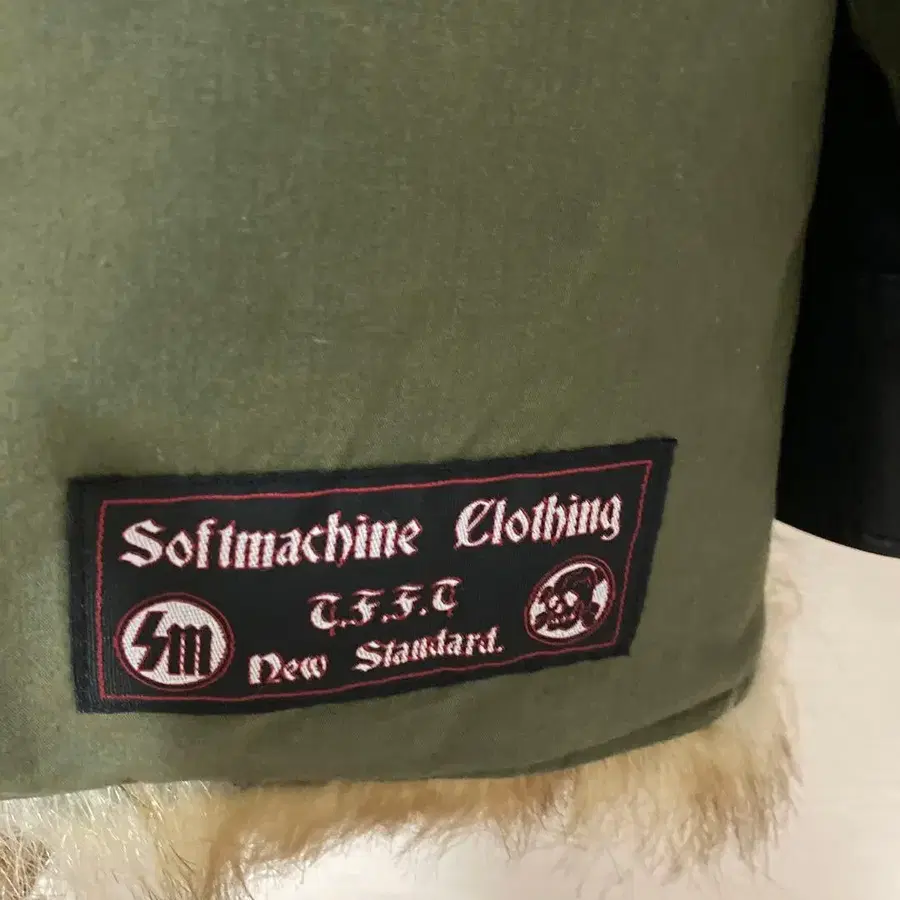 Softmachine Clothing
T.F.F.T
Sm
New Standard.